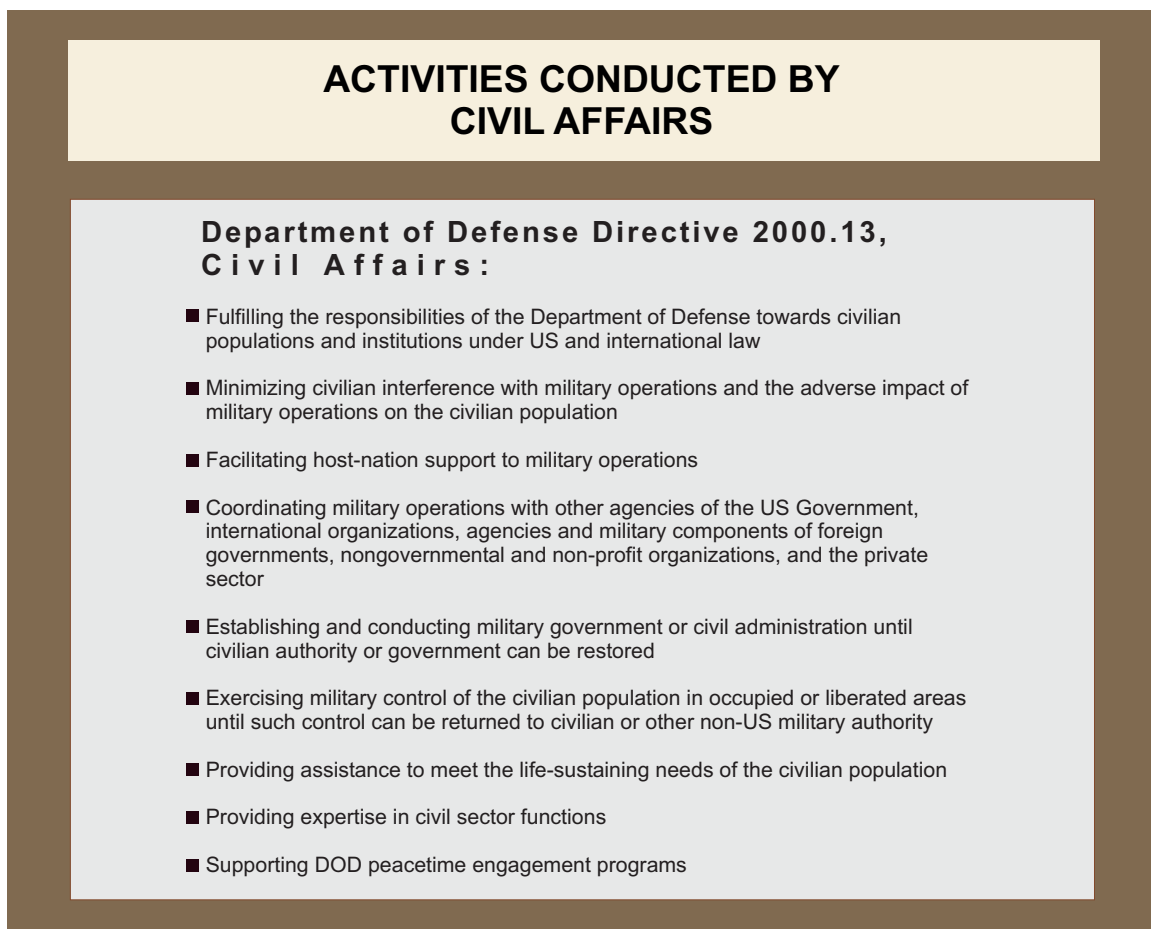 ACTIVITIES CONDUCTED BY
CIVIL AFFAIRS
Department of Defense Directive 2000.13,
Civil Affairs:
■ Fulfilling the responsibilities of the Department of Defense towards civilian
populations and institutions under US and international law
■ Minimizing civilian interference with military operations and the adverse impact of
military operations on the civilian population
■ Facilitating host-nation support to military operations
■ Coordinating military operations with other agencies of the US Government,
international organizations, agencies and military components of foreign
governments, nongovernmental and non-profit organizations, and the private
sector
■ Establishing and conducting military government or civil administration until
civilian authority or government can be restored
■ Exercising military control of the civilian population in occupied or liberated areas
until such control can be returned to civilian or other non-US military authority
■ Providing assistance to meet the life-sustaining needs of the civilian population
■ Providing expertise in civil sector functions
■ Supporting DOD peacetime engagement programs